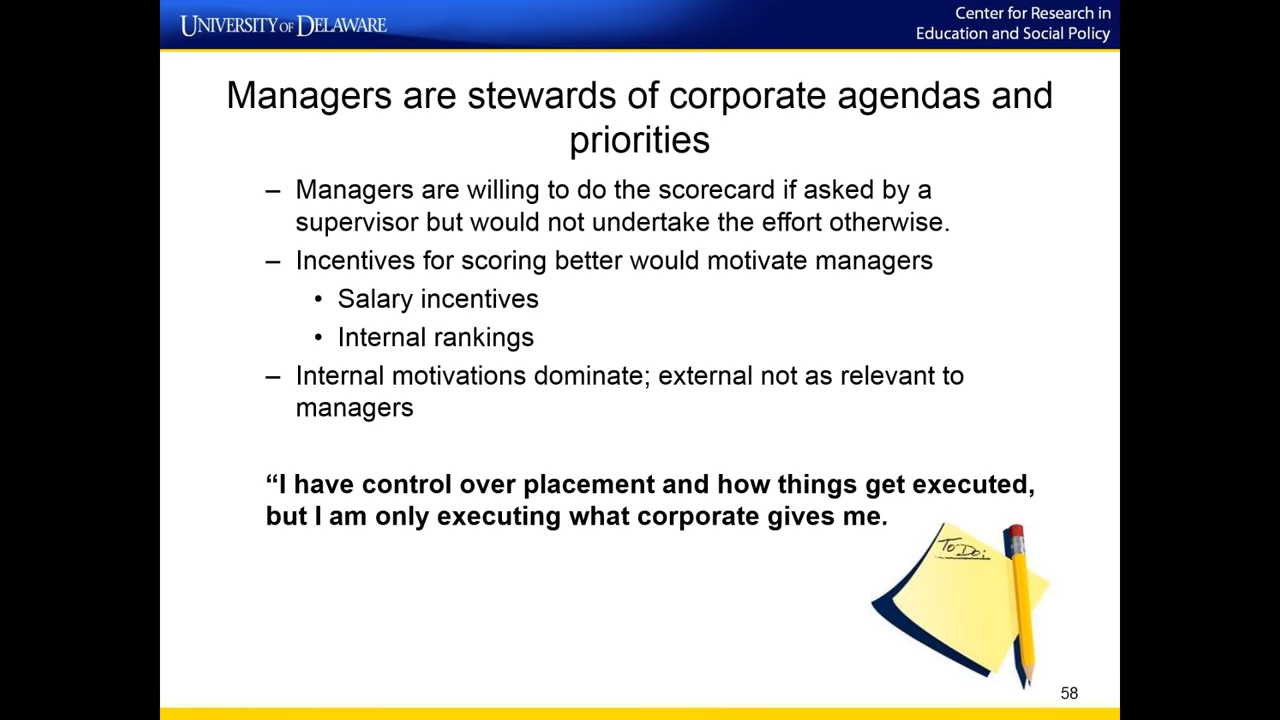 UNIVERSITY OF DELAWARE
Center for Research in
Education and Social Policy
Managers are stewards of corporate agendas and
priorities
– Managers are willing to do the scorecard if asked by a
supervisor but would not undertake the effort otherwise.
– Incentives for scoring better would motivate managers
• Salary incentives
• Internal rankings
– Internal motivations dominate; external not as relevant to
managers
“I have control over placement and how things get executed,
but I am only executing what corporate gives me.
To Do:
58